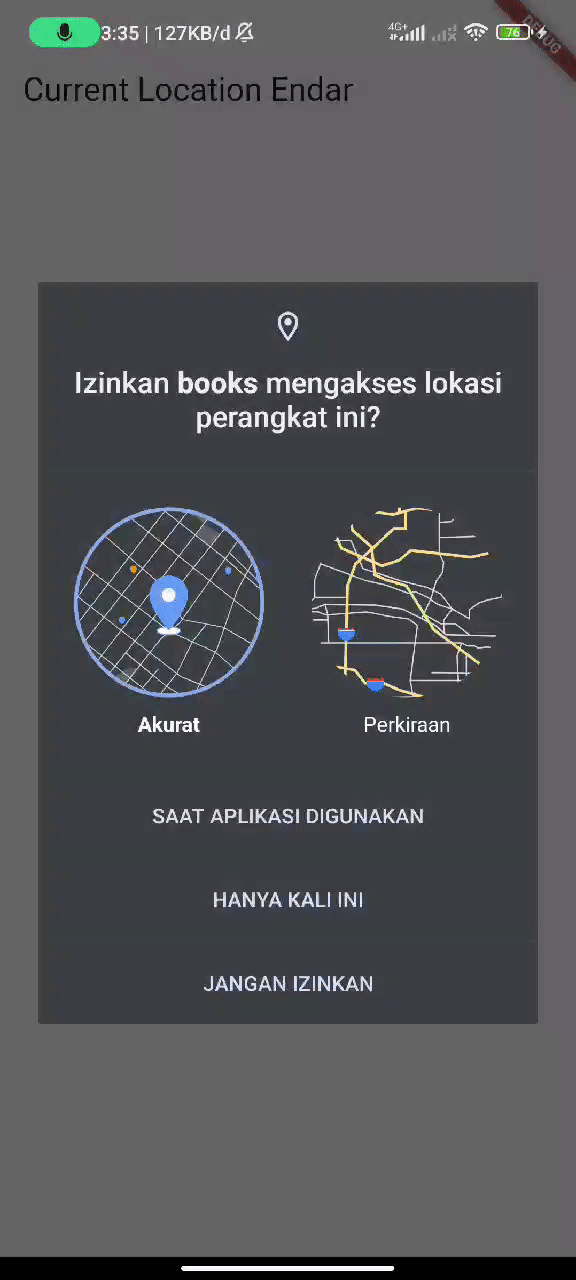 3:35 | 127KB/d
4G+
76
DEBUG
Current Location Endar
Izinkan books mengakses lokasi
perangkat ini?
Akurat
Perkiraan
SAAT APLIKASI DIGUNAKAN
HANYA KALI INI
JANGAN IZINKAN